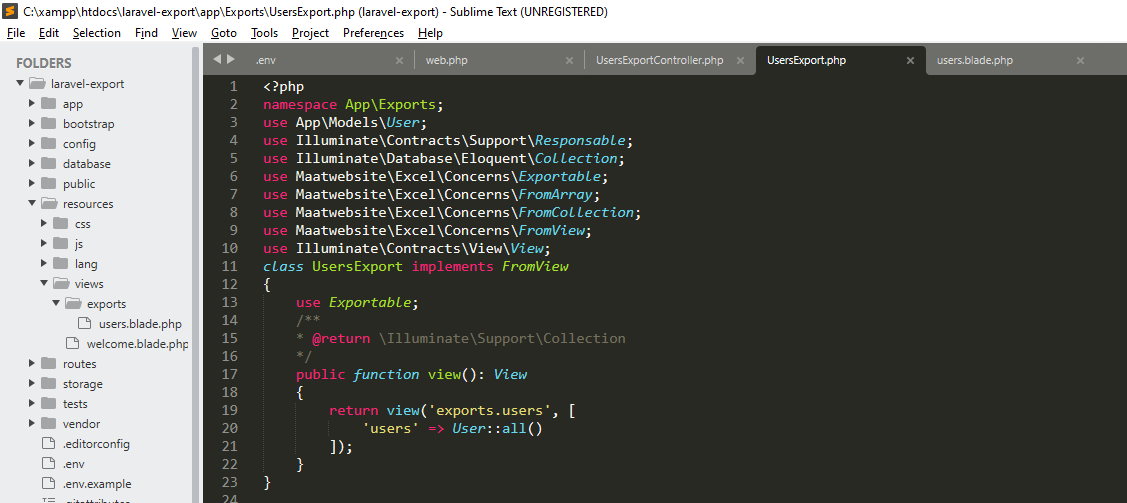 C:\xampp\htdocs\laravel-export\app\Exports\UsersExport.php (laravel-export) - Sublime Text (UNREGISTERED)
File Edit Selection Find View Goto Tools Project Preferences Help
FOLDERS
laravel-export
app
bootstrap
config
database
public
resources
css
js
lang
views
exports
users.blade.php
welcome.blade.php
routes
storage
tests
vendor
.editorconfig
.env
.env.example
.gitattributes
.env web.php UsersExportController.php UsersExport.php users.blade.php
1 <?php
2 namespace App\Exports;
3 use App\Models\User;
4 use Illuminate\Contracts\Support\Responsable;
5 use Illuminate\Database\Eloquent\Collection;
6 use Maatwebsite\Excel\Concerns\Exportable;
7 use Maatwebsite\Excel\Concerns\FromArray;
8 use Maatwebsite\Excel\Concerns\FromCollection;
9 use Maatwebsite\Excel\Concerns\FromView;
10 use Illuminate\Contracts\View\View;
11 class UsersExport implements FromView
12 {
13     use Exportable;
14     /**
15     * @return \Illuminate\Support\Collection
16     */
17     public function view(): View
18     {
19         return view('exports.users', [
20             'users' => User::all()
21         ]);
22     }
23 }
24